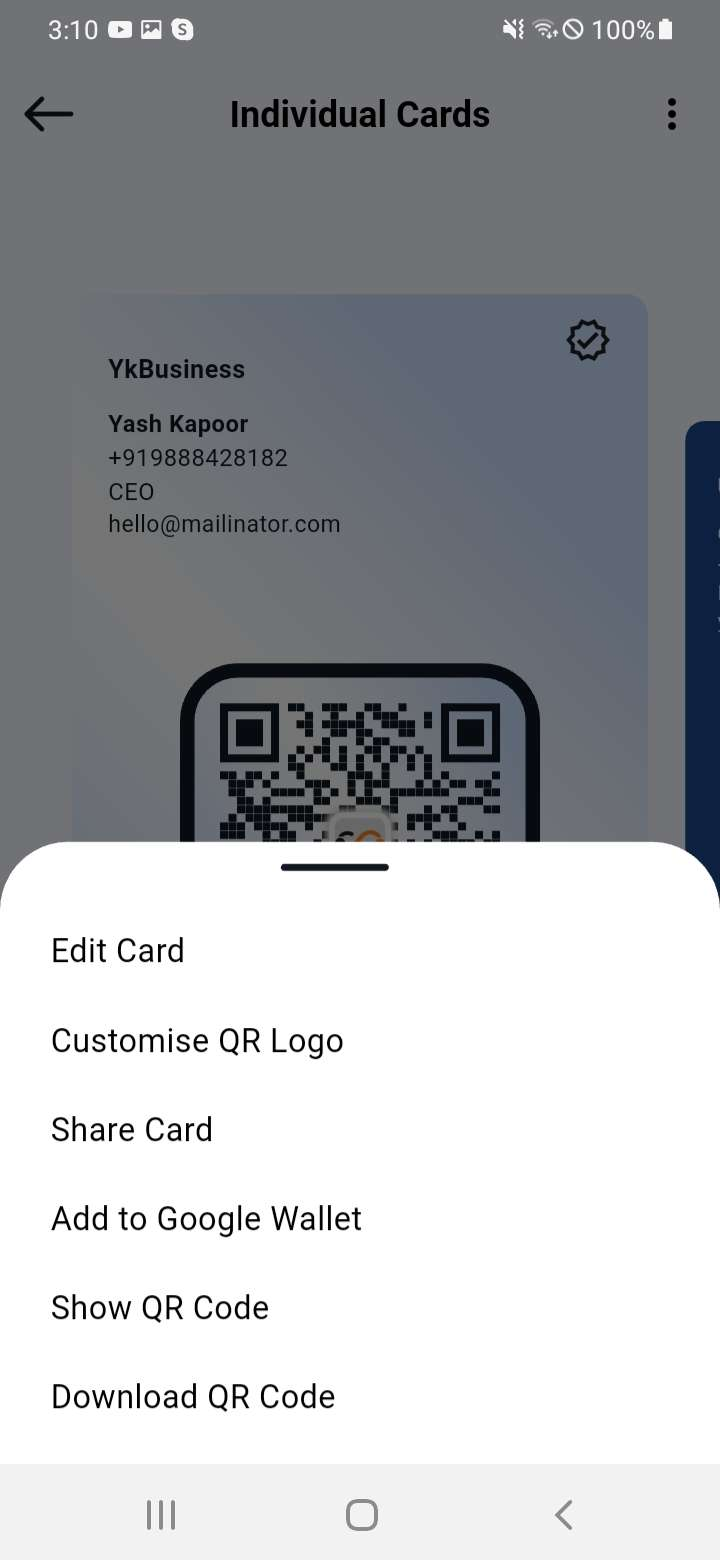 3:10
100%
Individual Cards
YkBusiness
Yash Kapoor
+919888428182
CEO
hello@mailinator.com
Edit Card
Customise QR Logo
Share Card
Add to Google Wallet
Show QR Code
Download QR Code